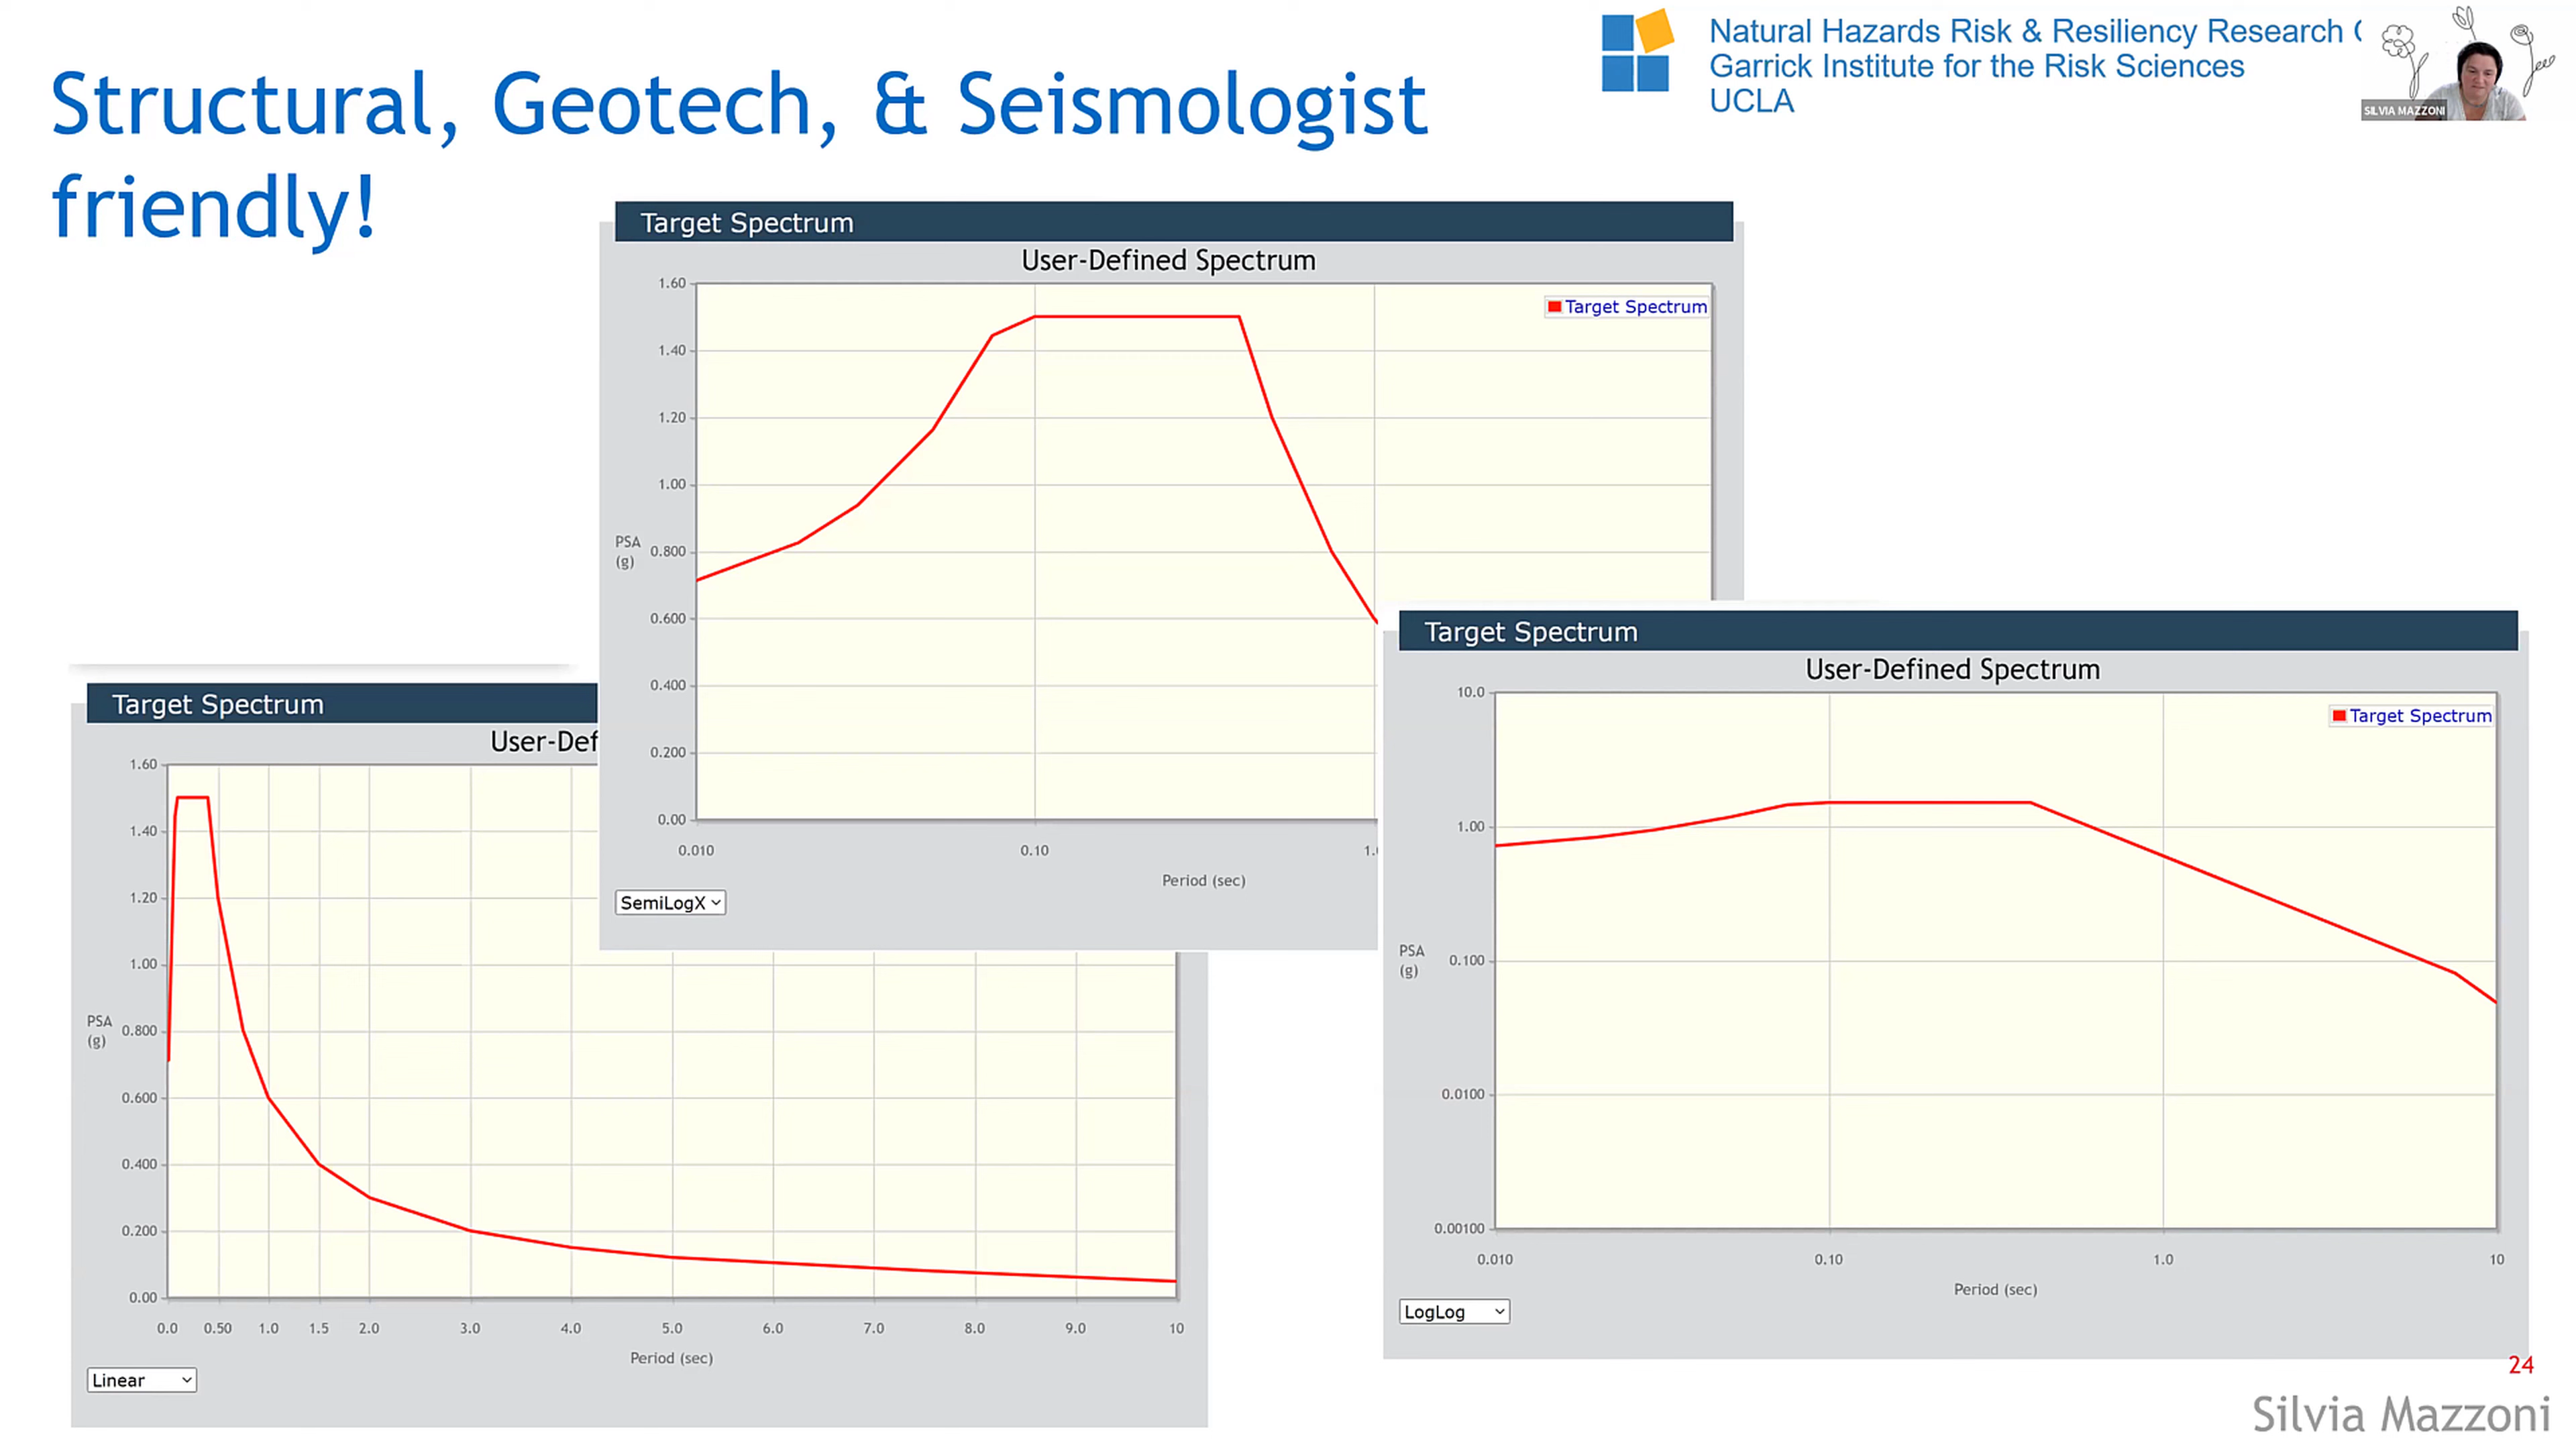 Structural, Geotech, & Seismologist
friendly!
Natural Hazards Risk & Resiliency Research
Garrick Institute for the Risk Sciences
UCLA
SILVIA MAZZONI
Target Spectrum
User-Defined Spectrum
Target Spectrum
1.60
1.40
1.20
1.00
0.800
0.600
0.400
0.200
0.00
PSA
(g)
0.010
0.10
Period (sec)
SemiLogX
Target Spectrum
User-Def
1.60
1.40
1.20
1.00
0.800
0.600
0.400
0.200
0.00
PSA
(g)
0.0 0.50 1.0 1.5 2.0 3.0 4.0 5.0 6.0 7.0 8.0 9.0 10
Period (sec)
Linear
Target Spectrum
User-Defined Spectrum
Target Spectrum
10.0
1.00
0.100
0.0100
0.00100
PSA
(g)
0.010 0.10 1.0 10
Period (sec)
LogLog
24
Silvia Mazzoni